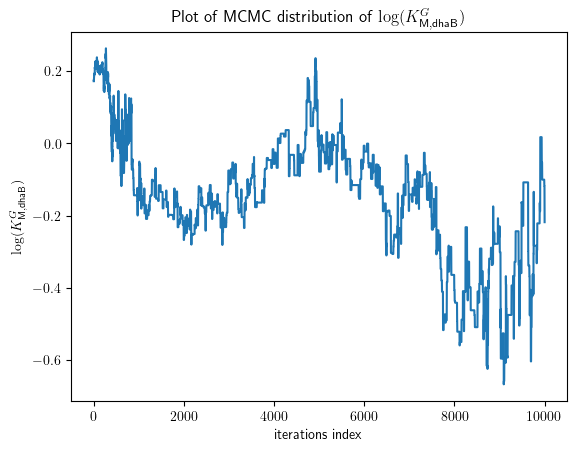 Plot of MCMC distribution of log(K^G_M,dhaB)
log(K^G_M,dhaB)
0.2
0.0
−0.2
−0.4
−0.6
0 2000 4000 6000 8000 10000
iterations index